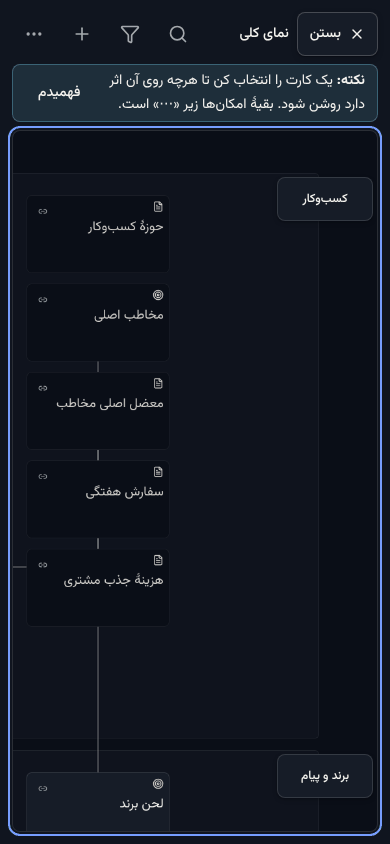 بستن
نمای کلی
نکته: یک کارت را انتخاب کن تا هرچه روی آن اثر
دارد روشن شود. بقیهٔ امکان‌ها زیر «···» است.
فهمیدم
کسب‌وکار
حوزهٔ کسب‌وکار
مخاطب اصلی
معضل اصلی مخاطب
سفارش هفتگی
هزینهٔ جذب مشتری
برند و پیام
لحن برند